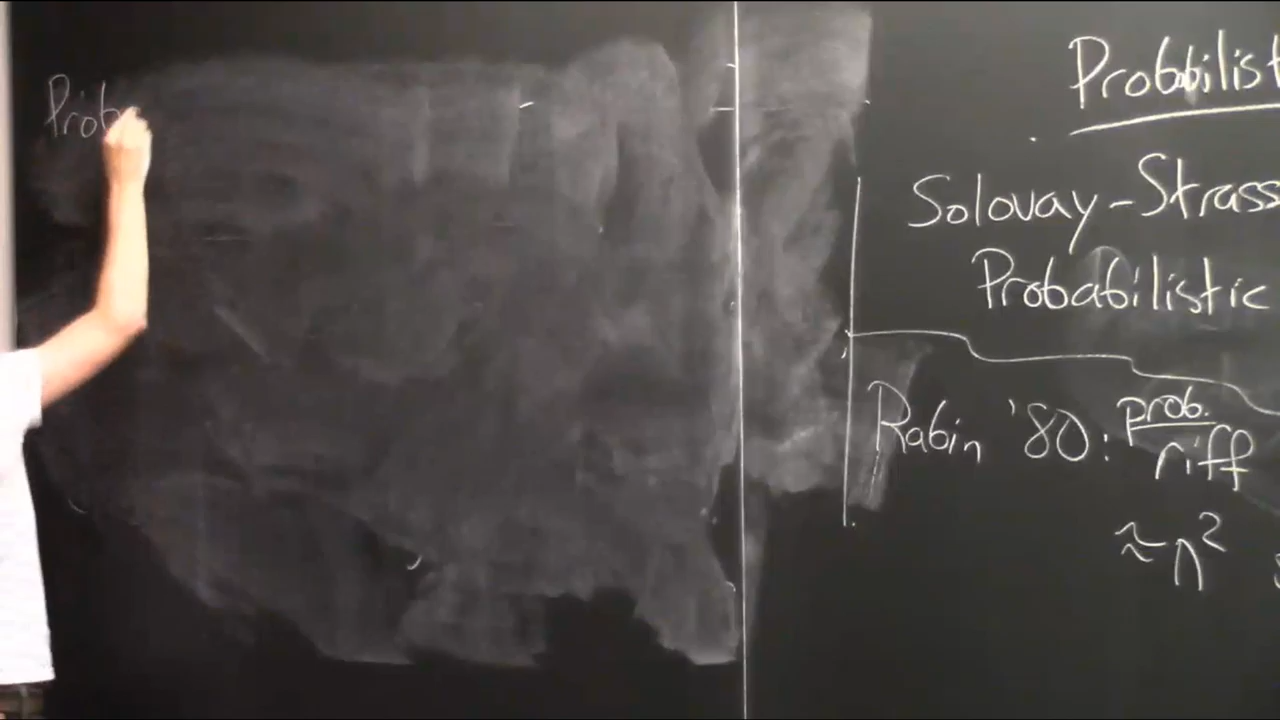 Prob
Probabilist
Solovay-Strass
Probabilistic
Rabin '80: prob.
riff
≈n²